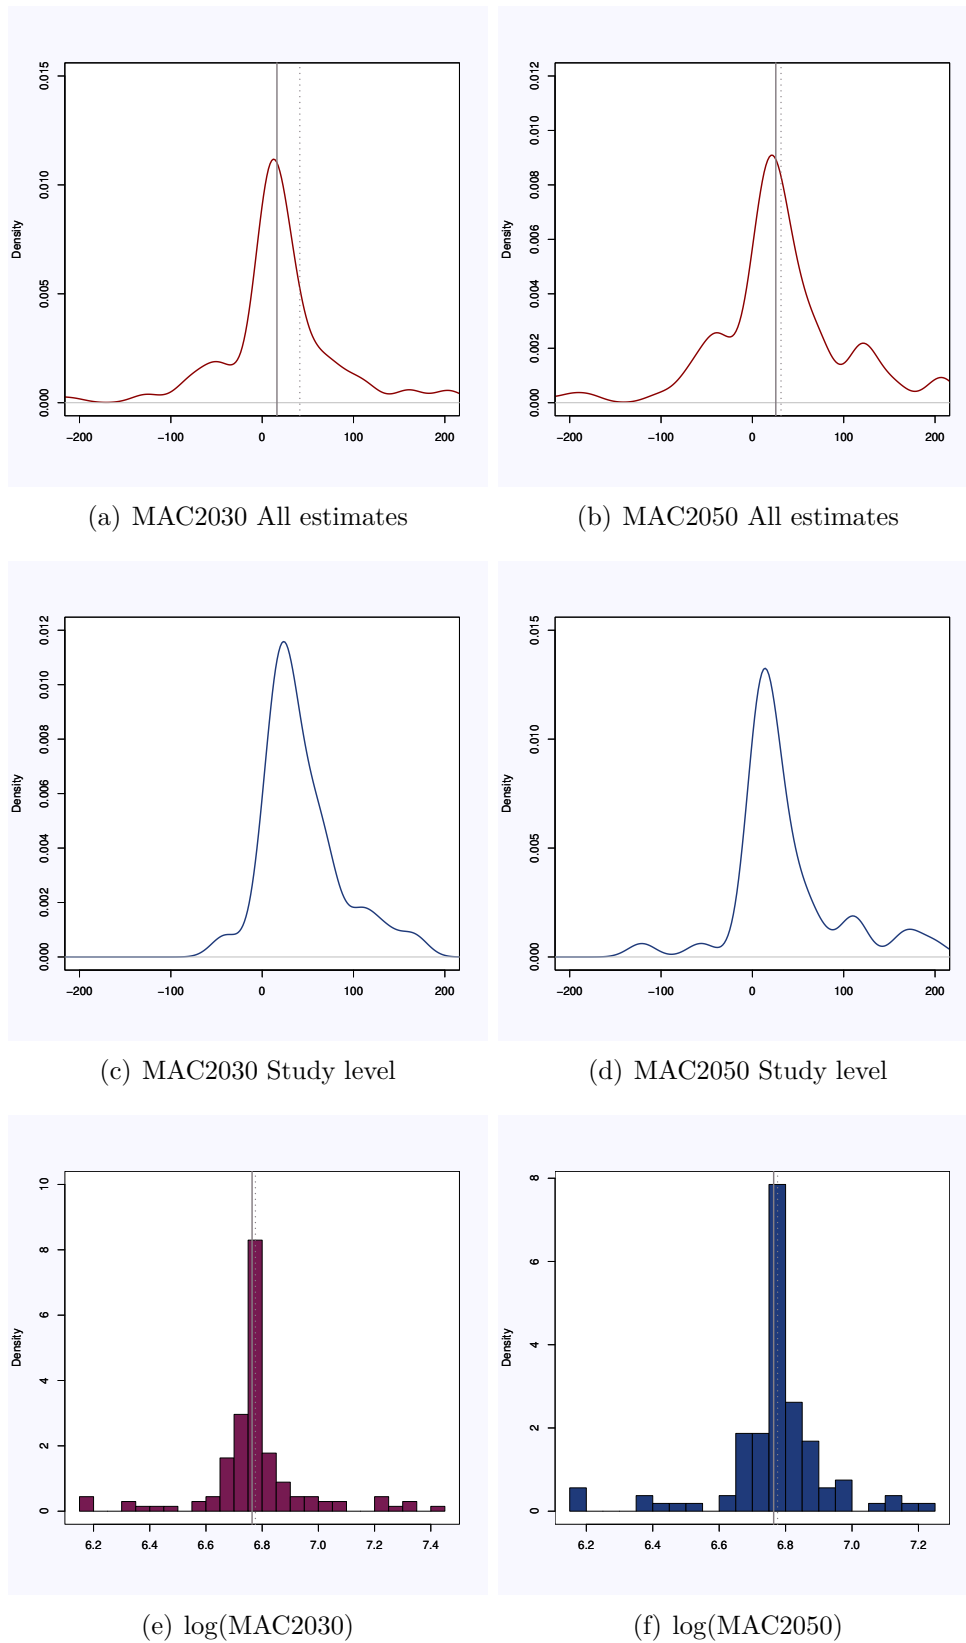 0.015
0.010
0.005
0.000
Density
−200 −100 0 100 200
(a) MAC2030 All estimates
0.012
0.010
0.008
0.006
0.004
0.002
0.000
Density
−200 −100 0 100 200
(b) MAC2050 All estimates
0.012
0.010
0.008
0.006
0.004
0.002
0.000
Density
−200 −100 0 100 200
(c) MAC2030 Study level
0.015
0.010
0.005
0.000
Density
−200 −100 0 100 200
(d) MAC2050 Study level
10
8
6
4
2
0
Density
6.2 6.4 6.6 6.8 7.0 7.2 7.4
(e) log(MAC2030)
8
6
4
2
0
Density
6.2 6.4 6.6 6.8 7.0 7.2
(f) log(MAC2050)